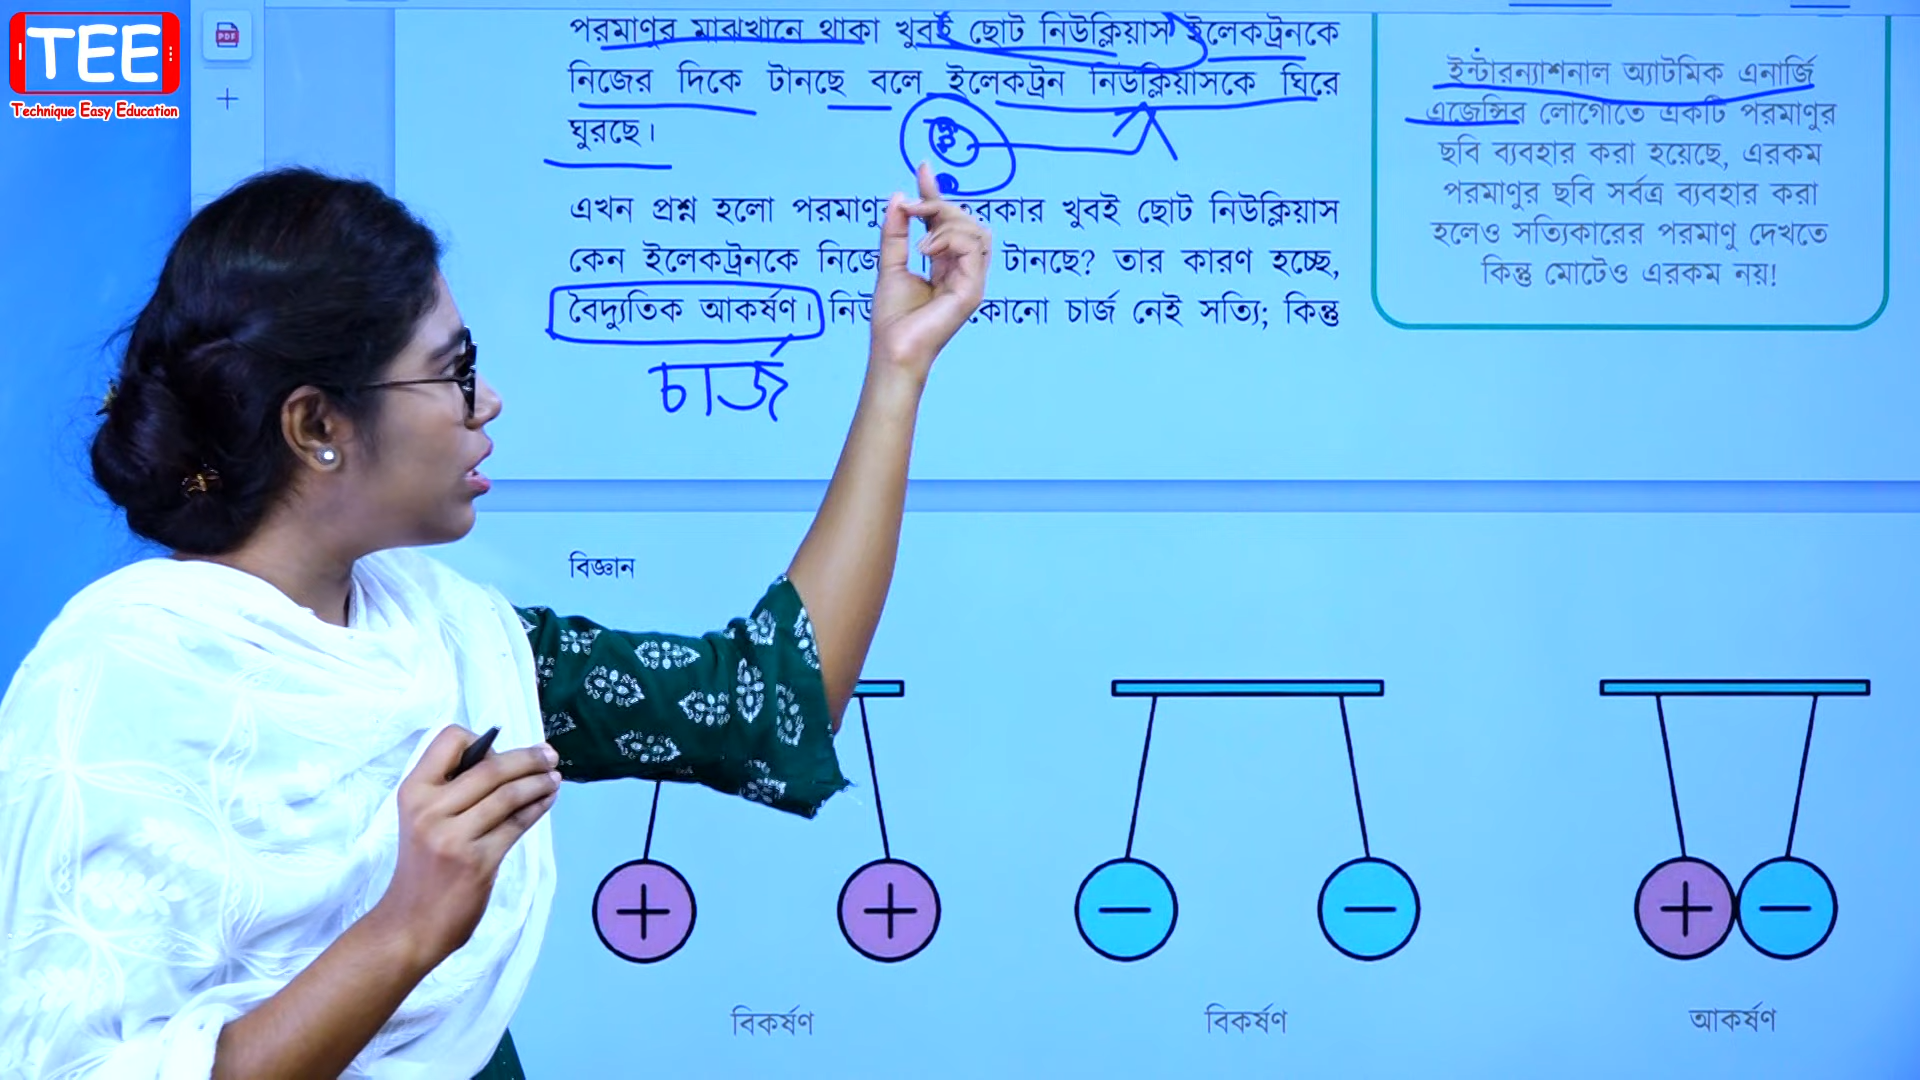 TEE
Technique Easy Education
PDF
পরমাণুর মাঝখানে থাকা খুবই ছোট নিউক্লিয়াস ইলেকট্রনকে
নিজের দিকে টানছে বলে ইলেকট্রন নিউক্লিয়াসকে ঘিরে
ঘুরছে।
এখন প্রশ্ন হলো পরমাণুর রকার খুবই ছোট নিউক্লিয়াস
কেন ইলেকট্রনকে নিজে টানছে? তার কারণ হচ্ছে,
বৈদ্যুতিক আকর্ষণ। নিউ কোনো চার্জ নেই সত্যি; কিন্তু
চার্জ
ইন্টারন্যাশনাল অ্যাটমিক এনার্জি
এজেন্সির লোগোতে একটি পরমাণুর
ছবি ব্যবহার করা হয়েছে, এরকম
পরমাণুর ছবি সর্বত্র ব্যবহার করা
হলেও সত্যিকারের পরমাণু দেখতে
কিন্তু মোটেও এরকম নয়!
বিজ্ঞান
+ + − − + −
বিকর্ষণ বিকর্ষণ আকর্ষণ